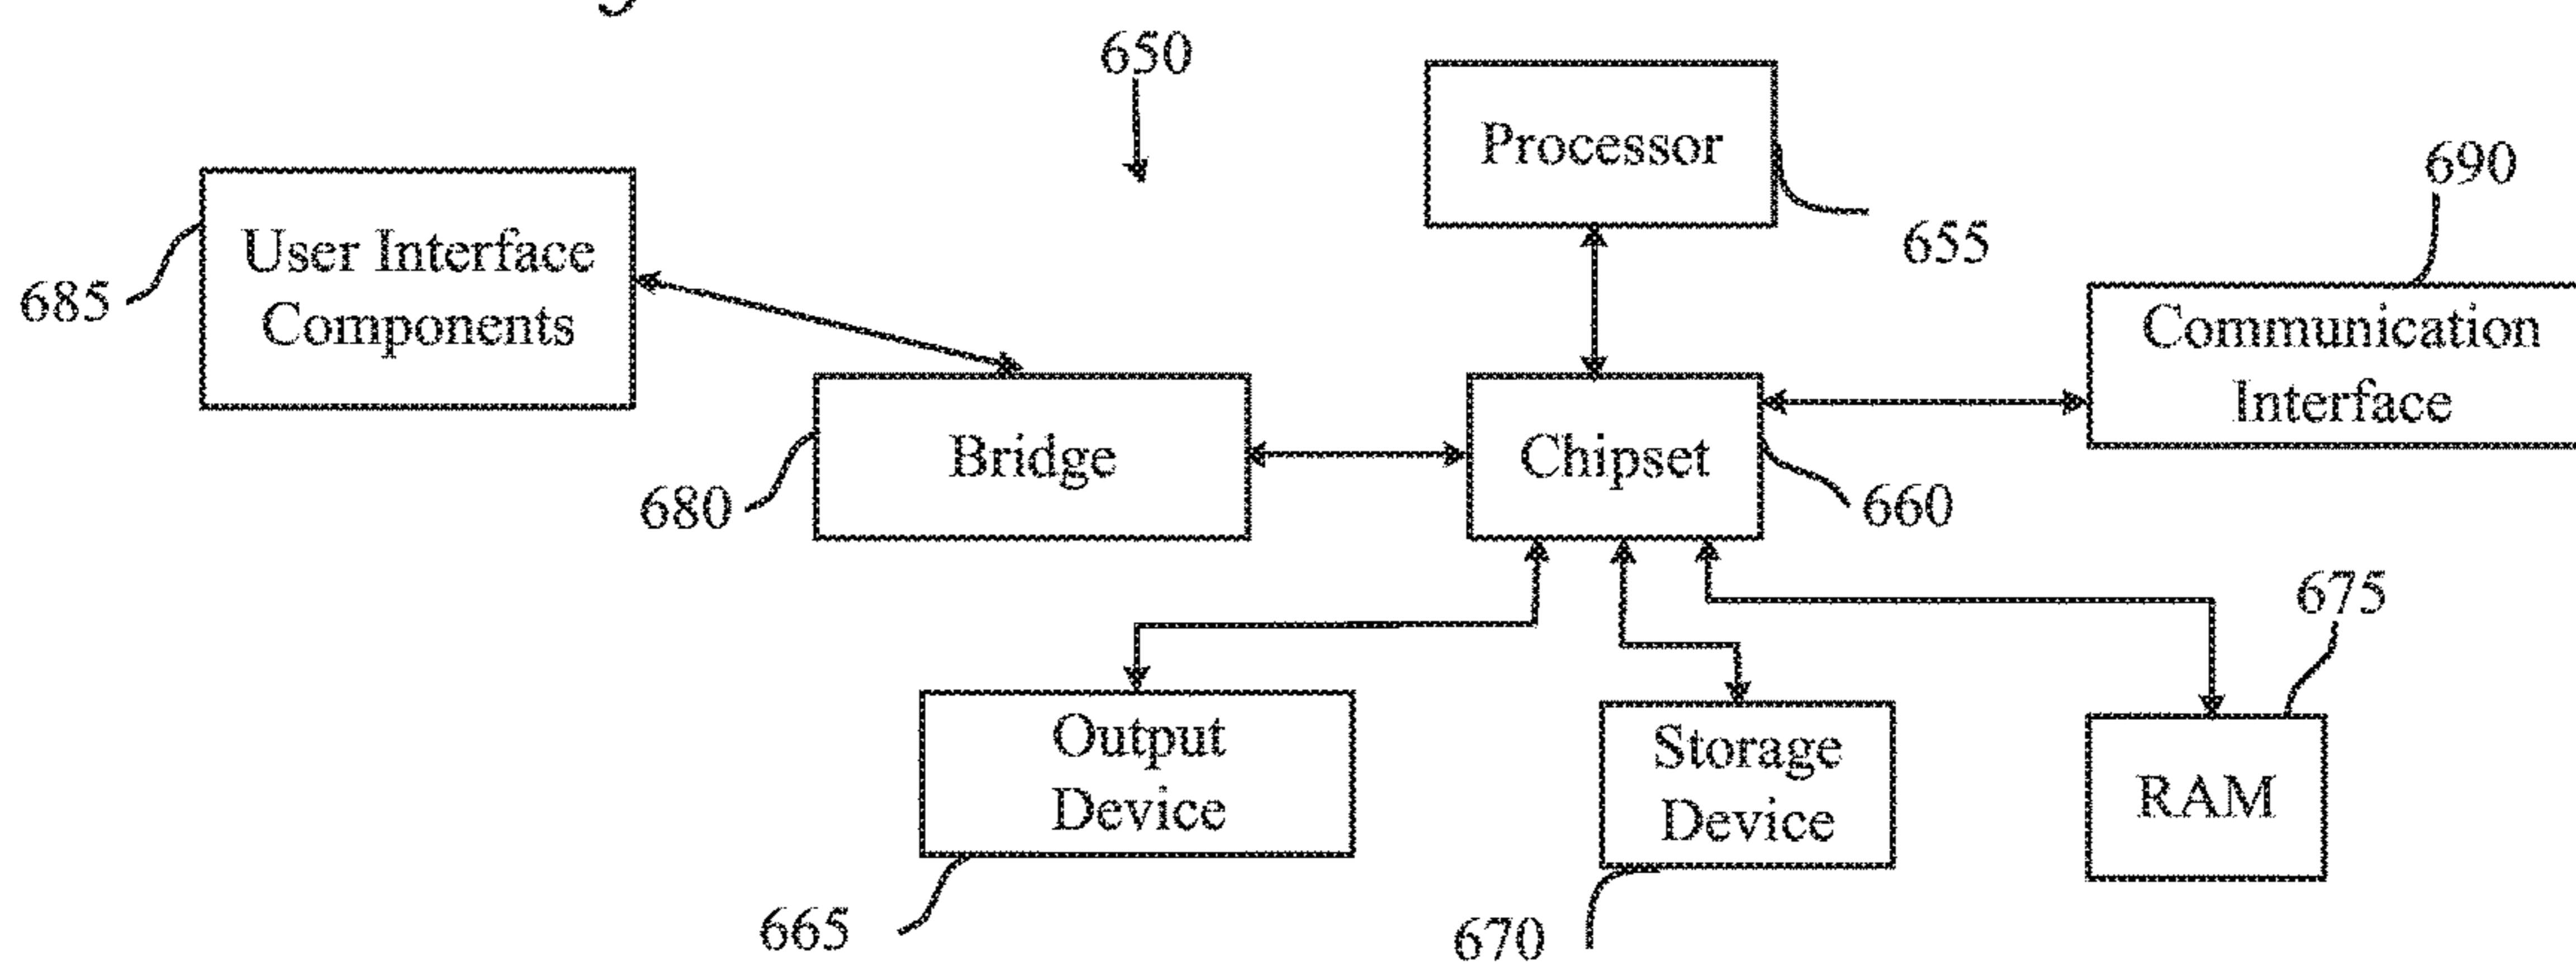 650
Processor
690
655
User Interface
Components
685
Communication
Interface
Bridge
Chipset
680
660
675
Output
Device
Storage
Device
RAM
665
670